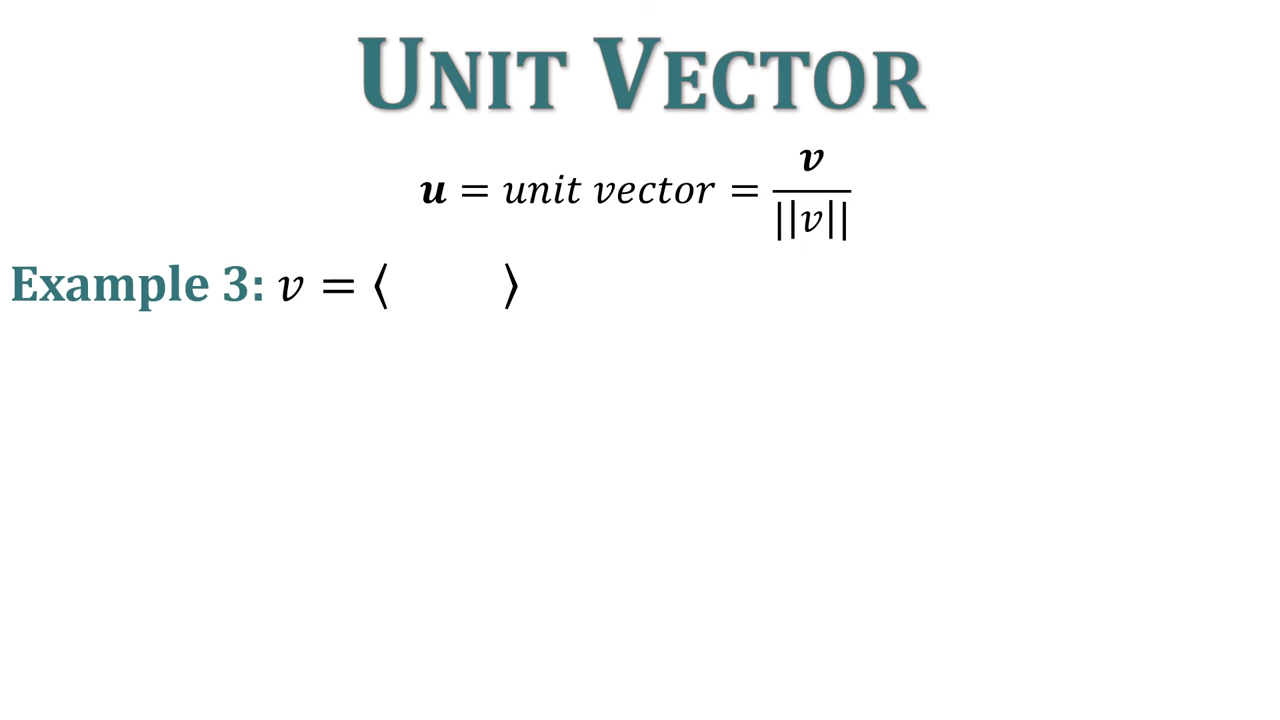 UNIT VECTOR
𝒖 = 𝑢𝑛𝑖𝑡 𝑣𝑒𝑐𝑡𝑜𝑟 = 𝒗 / ||𝑣||
Example 3: 𝑣 = ⟨ ⟩